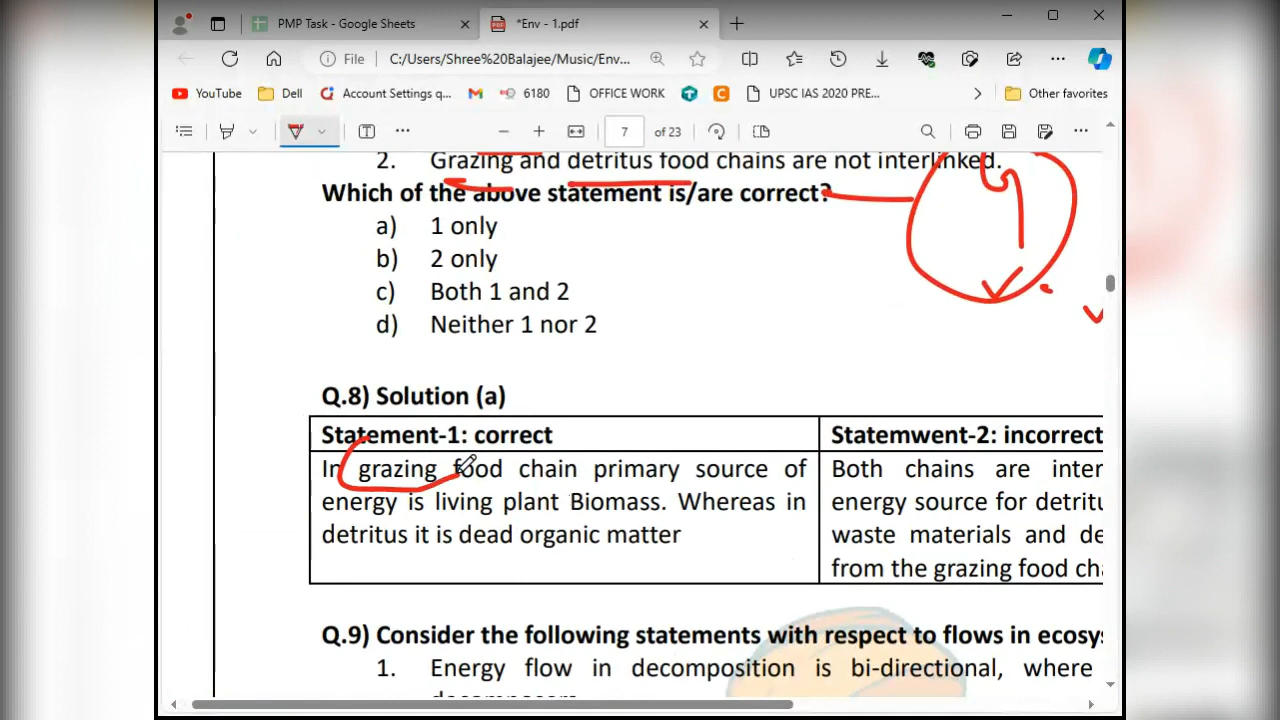 PMP Task - Google Sheets
*Env - 1.pdf
File
C:/Users/Shree%20Balajee/Music/Env...
YouTube
Dell
Account Settings q...
6180
OFFICE WORK
UPSC IAS 2020 PRE...
Other favorites
7
of 23
2. Grazing and detritus food chains are not interlinked.
Which of the above statement is/are correct?
a) 1 only
b) 2 only
c) Both 1 and 2
d) Neither 1 nor 2
Q.8) Solution (a)
Statement-1: correct
In grazing food chain primary source of
energy is living plant Biomass. Whereas in
detritus it is dead organic matter
Statemwent-2: incorrect
Both chains are inter
energy source for detritu
waste materials and de
from the grazing food cha
Q.9) Consider the following statements with respect to flows in ecosys
1. Energy flow in decomposition is bi-directional, where